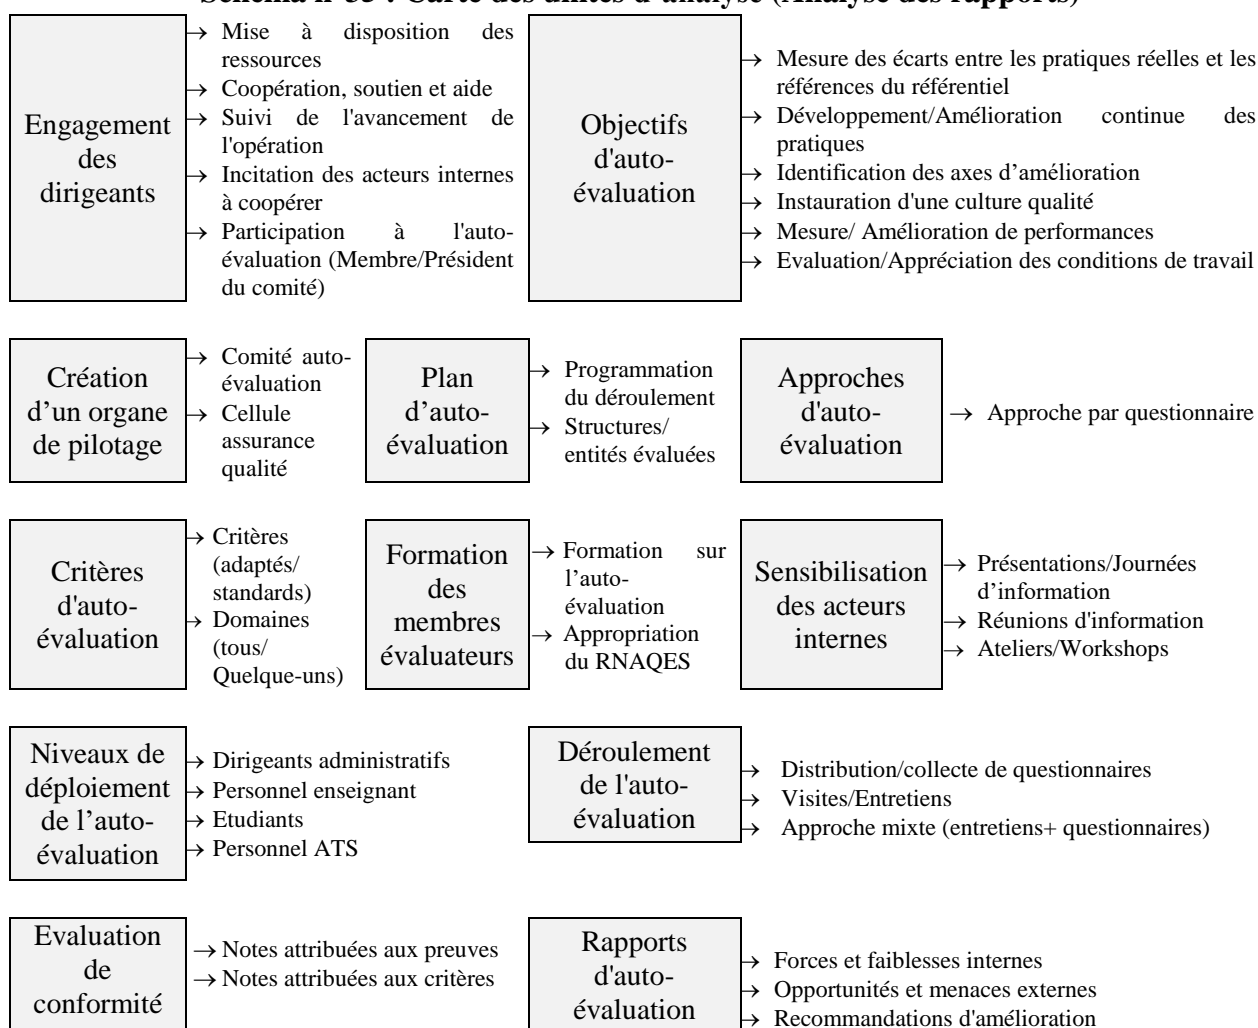 Schéma n°35 : Carte des unités d'analyse (Analyse des rapports)
Engagement
des
dirigeants
→ Mise à disposition des
ressources
→ Coopération, soutien et aide
→ Suivi de l'avancement de
l'opération
→ Incitation des acteurs internes
à coopérer
→ Participation à l'auto-
évaluation (Membre/Président
du comité)
Objectifs
d'auto-
évaluation
→ Mesure des écarts entre les pratiques réelles et les
références du référentiel
→ Développement/Amélioration continue des
pratiques
→ Identification des axes d’amélioration
→ Instauration d'une culture qualité
→ Mesure/ Amélioration de performances
→ Evaluation/Appréciation des conditions de travail
Création
d’un organe
de pilotage
→ Comité auto-
évaluation
→ Cellule
assurance
qualité
Plan
d’auto-
évaluation
→ Programmation
du déroulement
→ Structures/
entités évaluées
Approches
d'auto-
évaluation
→ Approche par questionnaire
Critères
d'auto-
évaluation
→ Critères
(adaptés/
standards)
→ Domaines
(tous/
Quelque-uns)
Formation
des
membres
évaluateurs
→ Formation sur
l’auto-
évaluation
→ Appropriation
du RNAQES
Sensibilisation
des acteurs
internes
→ Présentations/Journées
d’information
→ Réunions d'information
→ Ateliers/Workshops
Niveaux de
déploiement
de l’auto-
évaluation
→ Dirigeants administratifs
→ Personnel enseignant
→ Etudiants
→ Personnel ATS
Déroulement
de l'auto-
évaluation
→ Distribution/collecte de questionnaires
→ Visites/Entretiens
→ Approche mixte (entretiens+ questionnaires)
Evaluation
de
conformité
→ Notes attribuées aux preuves
→ Notes attribuées aux critères
Rapports
d'auto-
évaluation
→ Forces et faiblesses internes
→ Opportunités et menaces externes
→ Recommandations d'amélioration